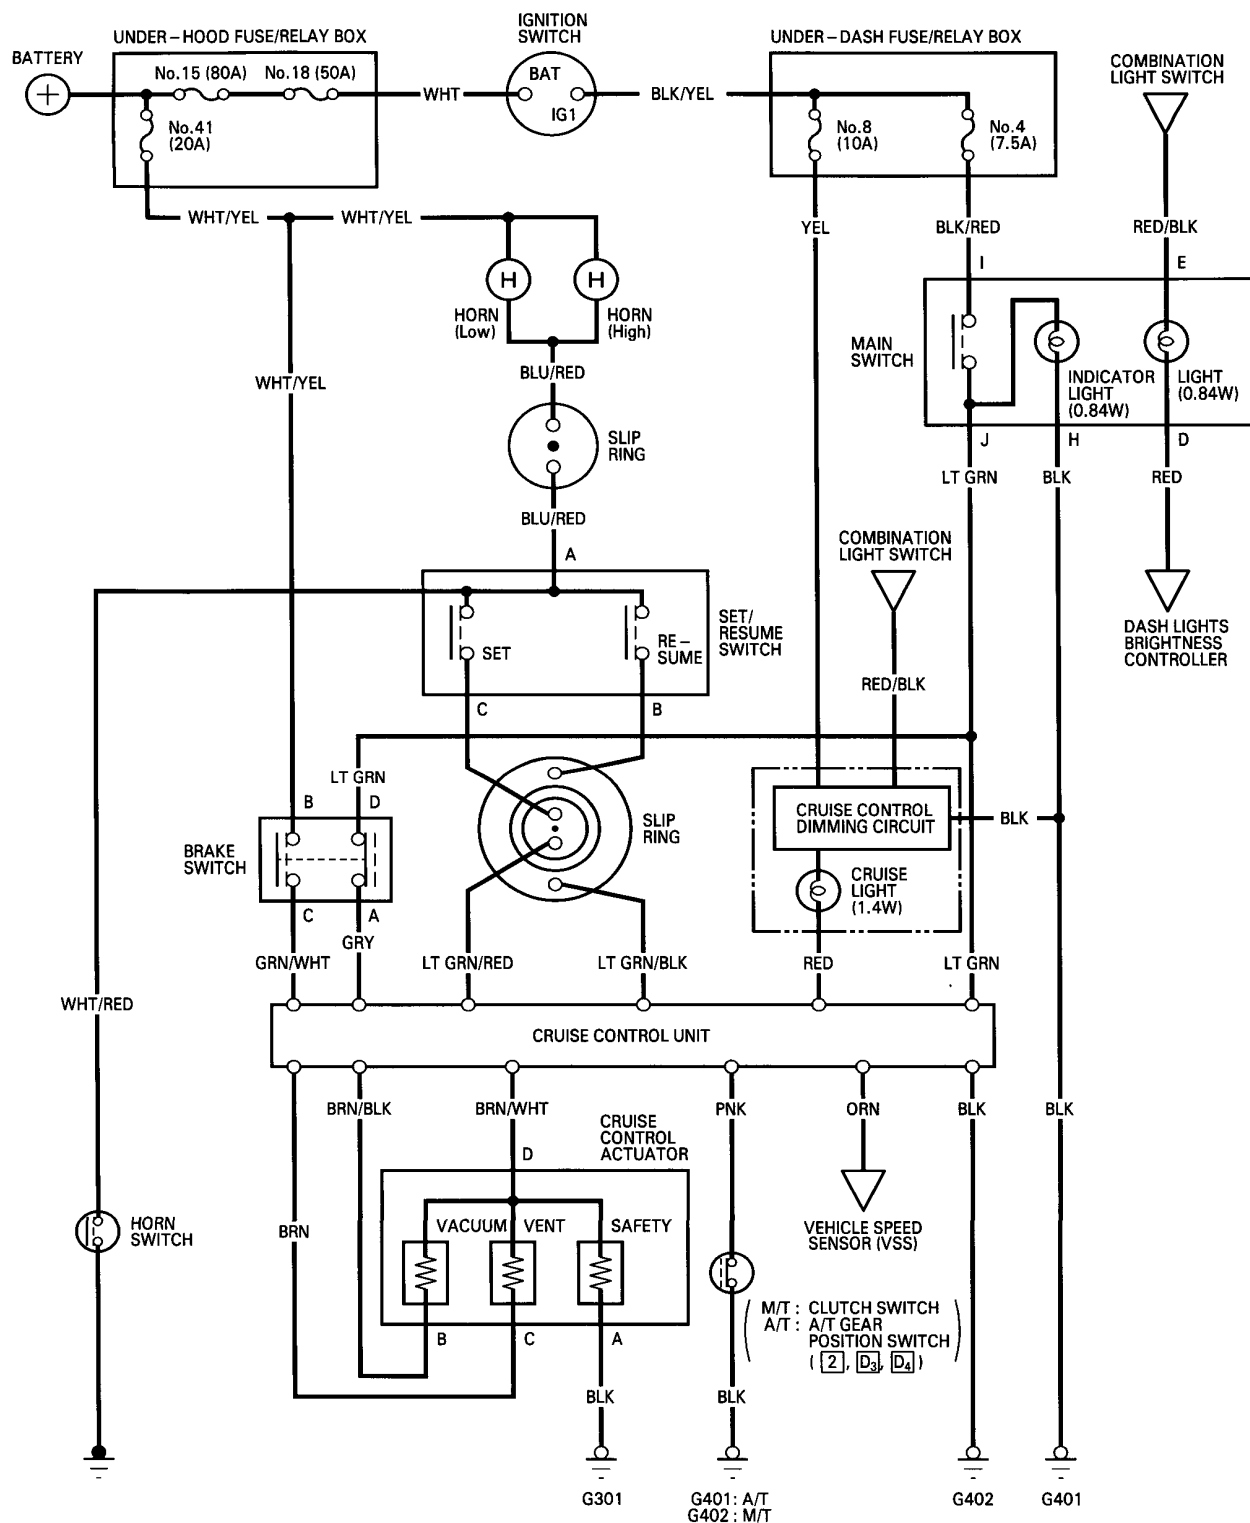 IGNITION
SWITCH
UNDER-HOOD FUSE/RELAY BOX
UNDER-DASH FUSE/RELAY BOX
BATTERY
COMBINATION
LIGHT SWITCH
No.15 (80A)
No.18 (50A)
BAT
+
WHT
BLK/YEL
IG1
No.41
(20A)
No.8
(10A)
No.4
(7.5A)
WHT/YEL
WHT/YEL
YEL
BLK/RED
RED/BLK
I
E
H
H
HORN
(Low)
HORN
(High)
MAIN
SWITCH
INDICATOR
LIGHT
(0.84W)
LIGHT
(0.84W)
BLU/RED
WHT/YEL
SLIP
RING
J
H
D
LT GRN
BLK
RED
BLU/RED
COMBINATION
LIGHT SWITCH
A
SET
RE-
SUME
SET/
RESUME
SWITCH
DASH LIGHTS
BRIGHTNESS
CONTROLLER
RED/BLK
C
B
LT GRN
B
D
BRAKE
SWITCH
SLIP
RING
CRUISE CONTROL
DIMMING CIRCUIT
BLK
CRUISE
LIGHT
(1.4W)
C
A
GRY
GRN/WHT
LT GRN/RED
LT GRN/BLK
RED
LT GRN
WHT/RED
CRUISE CONTROL UNIT
BRN/BLK
BRN/WHT
PNK
ORN
BLK
BLK
CRUISE
CONTROL
ACTUATOR
D
HORN
SWITCH
BRN
VACUUM
VENT
SAFETY
VEHICLE SPEED
SENSOR (VSS)
M/T : CLUTCH SWITCH
A/T : A/T GEAR
POSITION SWITCH
( 2 , D3, D4 )
B
C
A
BLK
BLK
G301
G401 : A/T
G402 : M/T
G402
G401